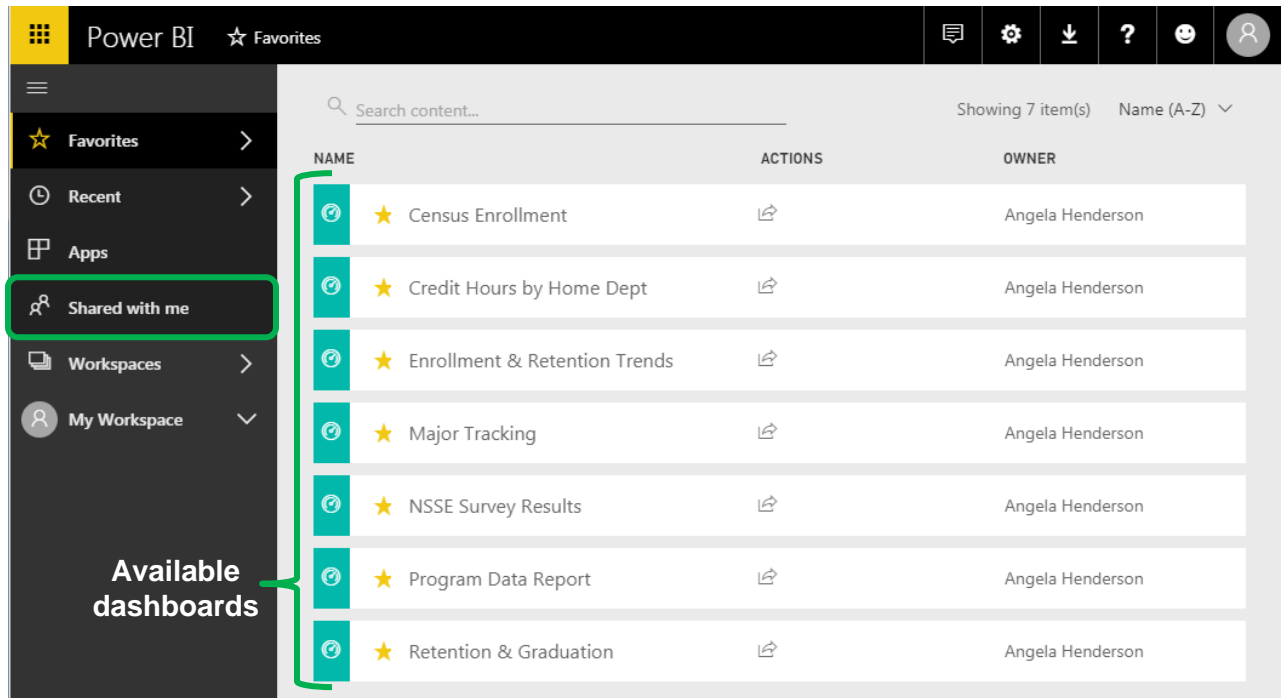 Power BI Favorites
Search content... Showing 7 item(s) Name (A-Z)
Favorites
Recent
Apps
Shared with me
Workspaces
My Workspace
NAME ACTIONS OWNER
Census Enrollment Angela Henderson
Credit Hours by Home Dept Angela Henderson
Enrollment & Retention Trends Angela Henderson
Major Tracking Angela Henderson
NSSE Survey Results Angela Henderson
Program Data Report Angela Henderson
Retention & Graduation Angela Henderson
Available
dashboards